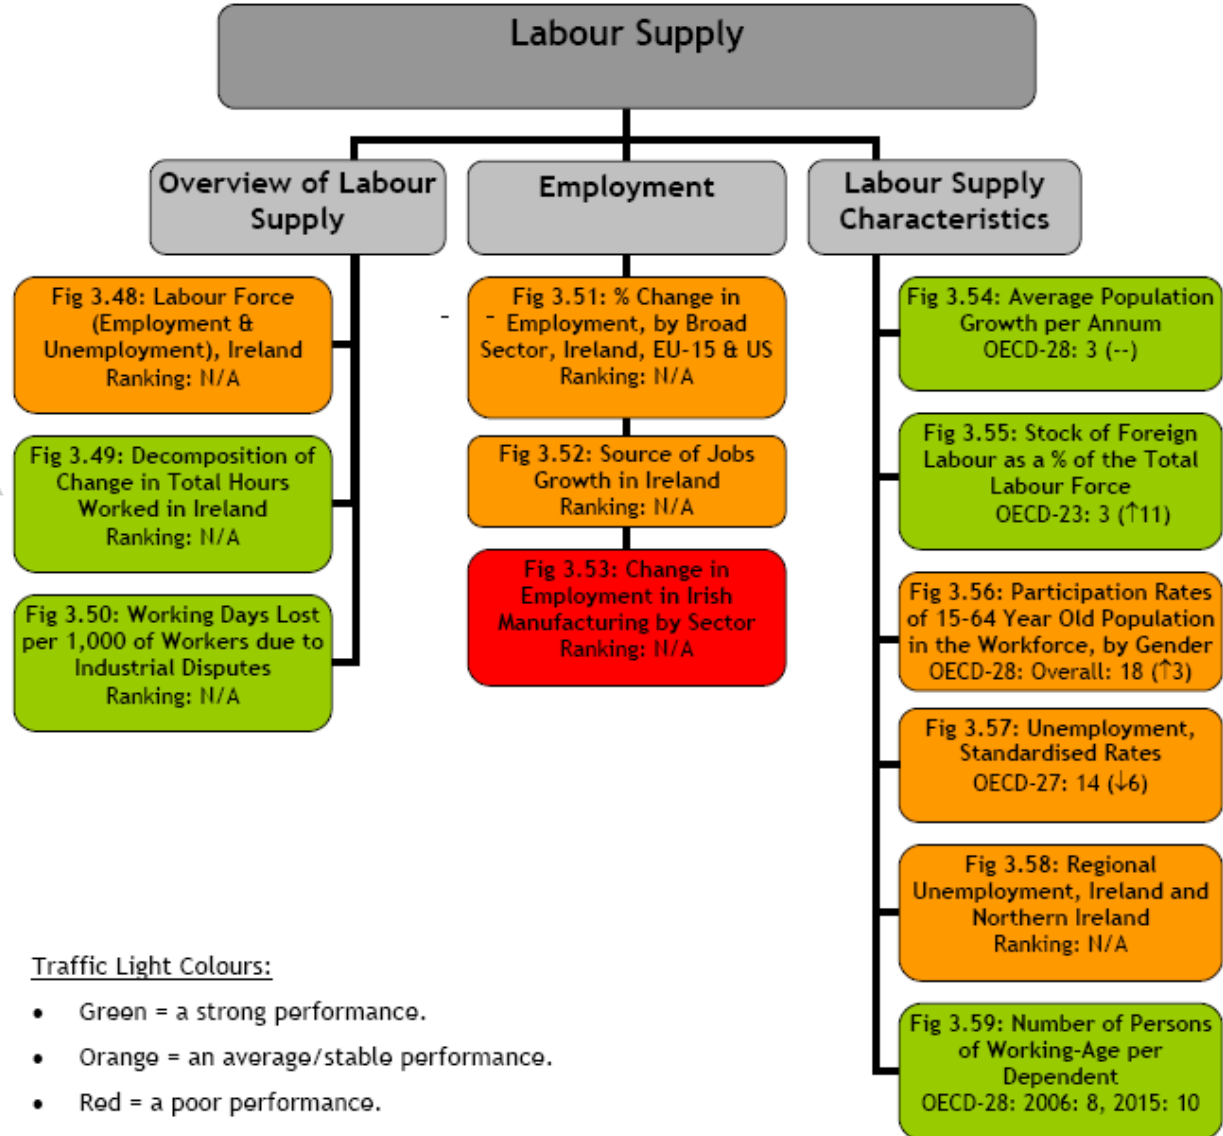 Labour Supply
Overview of Labour
Supply
Employment
Labour Supply
Characteristics
Fig 3.48: Labour Force
(Employment &
Unemployment), Ireland
Ranking: N/A
Fig 3.49: Decomposition of
Change in Total Hours
Worked in Ireland
Ranking: N/A
Fig 3.50: Working Days Lost
per 1,000 of Workers due to
Industrial Disputes
Ranking: N/A
Fig 3.51: % Change in
Employment, by Broad
Sector, Ireland, EU-15 & US
Ranking: N/A
Fig 3.52: Source of Jobs
Growth in Ireland
Ranking: N/A
Fig 3.53: Change in
Employment in Irish
Manufacturing by Sector
Ranking: N/A
Fig 3.54: Average Population
Growth per Annum
OECD-28: 3 (--)
Fig 3.55: Stock of Foreign
Labour as a % of the Total
Labour Force
OECD-23: 3 (↑11)
Fig 3.56: Participation Rates
of 15-64 Year Old Population
in the Workforce, by Gender
OECD-28: Overall: 18 (↑3)
Fig 3.57: Unemployment,
Standardised Rates
OECD-27: 14 (↓6)
Fig 3.58: Regional
Unemployment, Ireland and
Northern Ireland
Ranking: N/A
Fig 3.59: Number of Persons
of Working-Age per
Dependent
OECD-28: 2006: 8, 2015: 10
Traffic Light Colours:
• Green = a strong performance.
• Orange = an average/stable performance.
• Red = a poor performance.